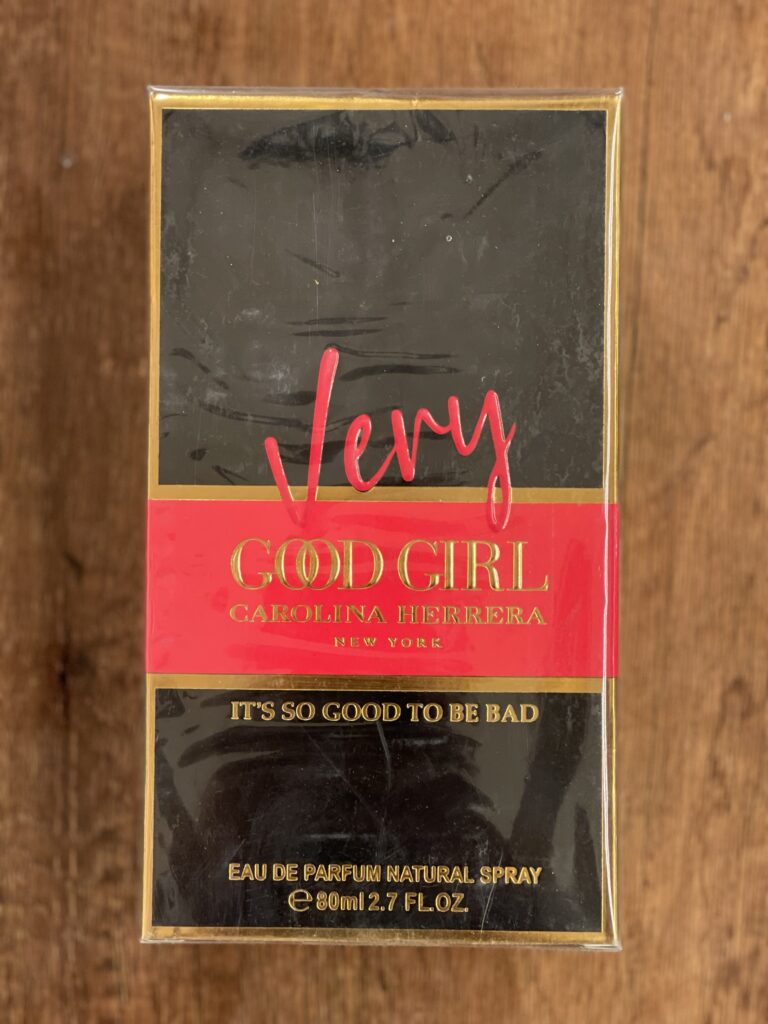 Very
GOOD GIRL
CAROLINA HERRERA
NEW YORK
IT'S SO GOOD TO BE BAD
EAU DE PARFUM NATURAL SPRAY
℮80ml 2.7 FL.OZ.